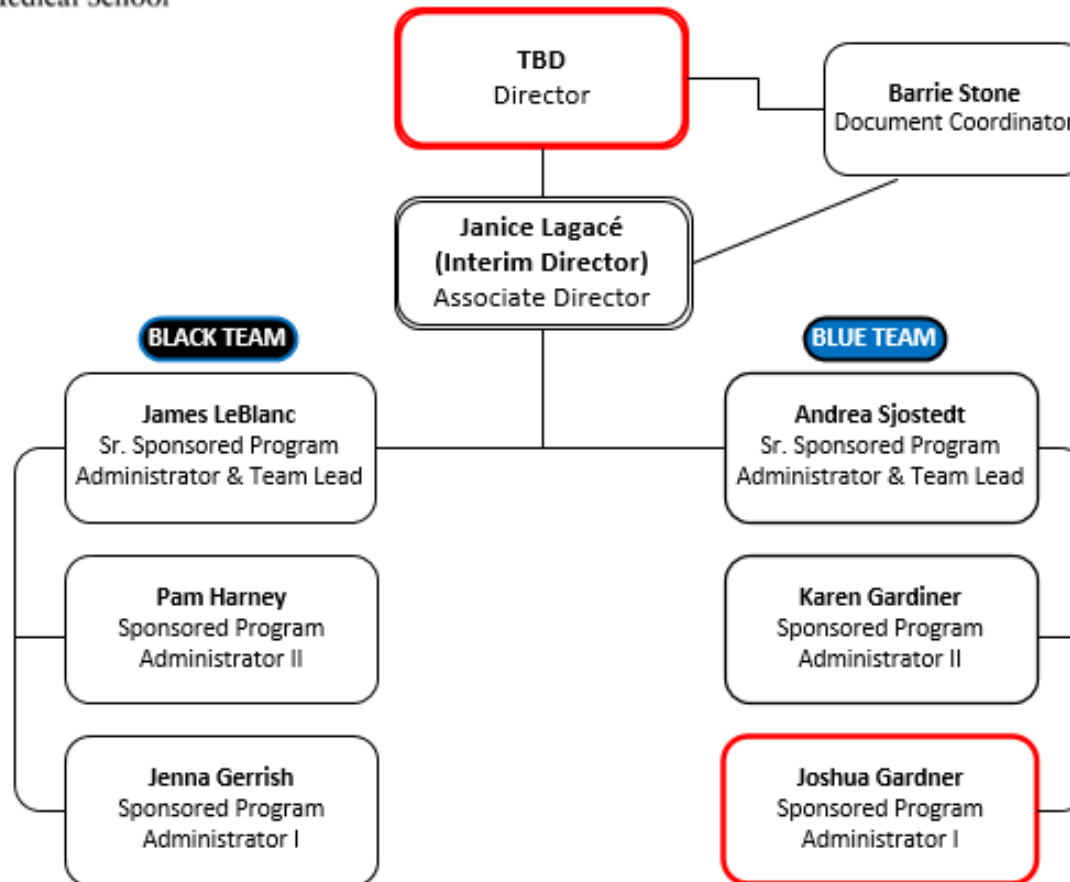 Medical School
TBD
Director
Barrie Stone
Document Coordinator
Janice Lagacé
(Interim Director)
Associate Director
BLACK TEAM
BLUE TEAM
James LeBlanc
Sr. Sponsored Program
Administrator & Team Lead
Andrea Sjostedt
Sr. Sponsored Program
Administrator & Team Lead
Pam Harney
Sponsored Program
Administrator II
Karen Gardiner
Sponsored Program
Administrator II
Jenna Gerrish
Sponsored Program
Administrator I
Joshua Gardner
Sponsored Program
Administrator I